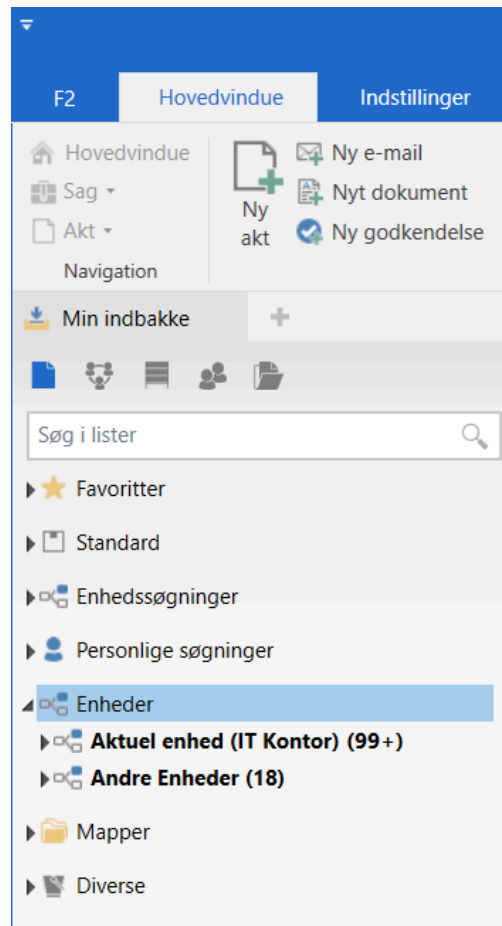 F2 Hovedvindue Indstillinger
Hovedvindue
Sag
Akt
Navigation
Ny
akt
Ny e-mail
Nyt dokument
Ny godkendelse
Min indbakke
Søg i lister
Favoritter
Standard
Enhedssøgninger
Personlige søgninger
Enheder
Aktuel enhed (IT Kontor) (99+)
Andre Enheder (18)
Mapper
Diverse